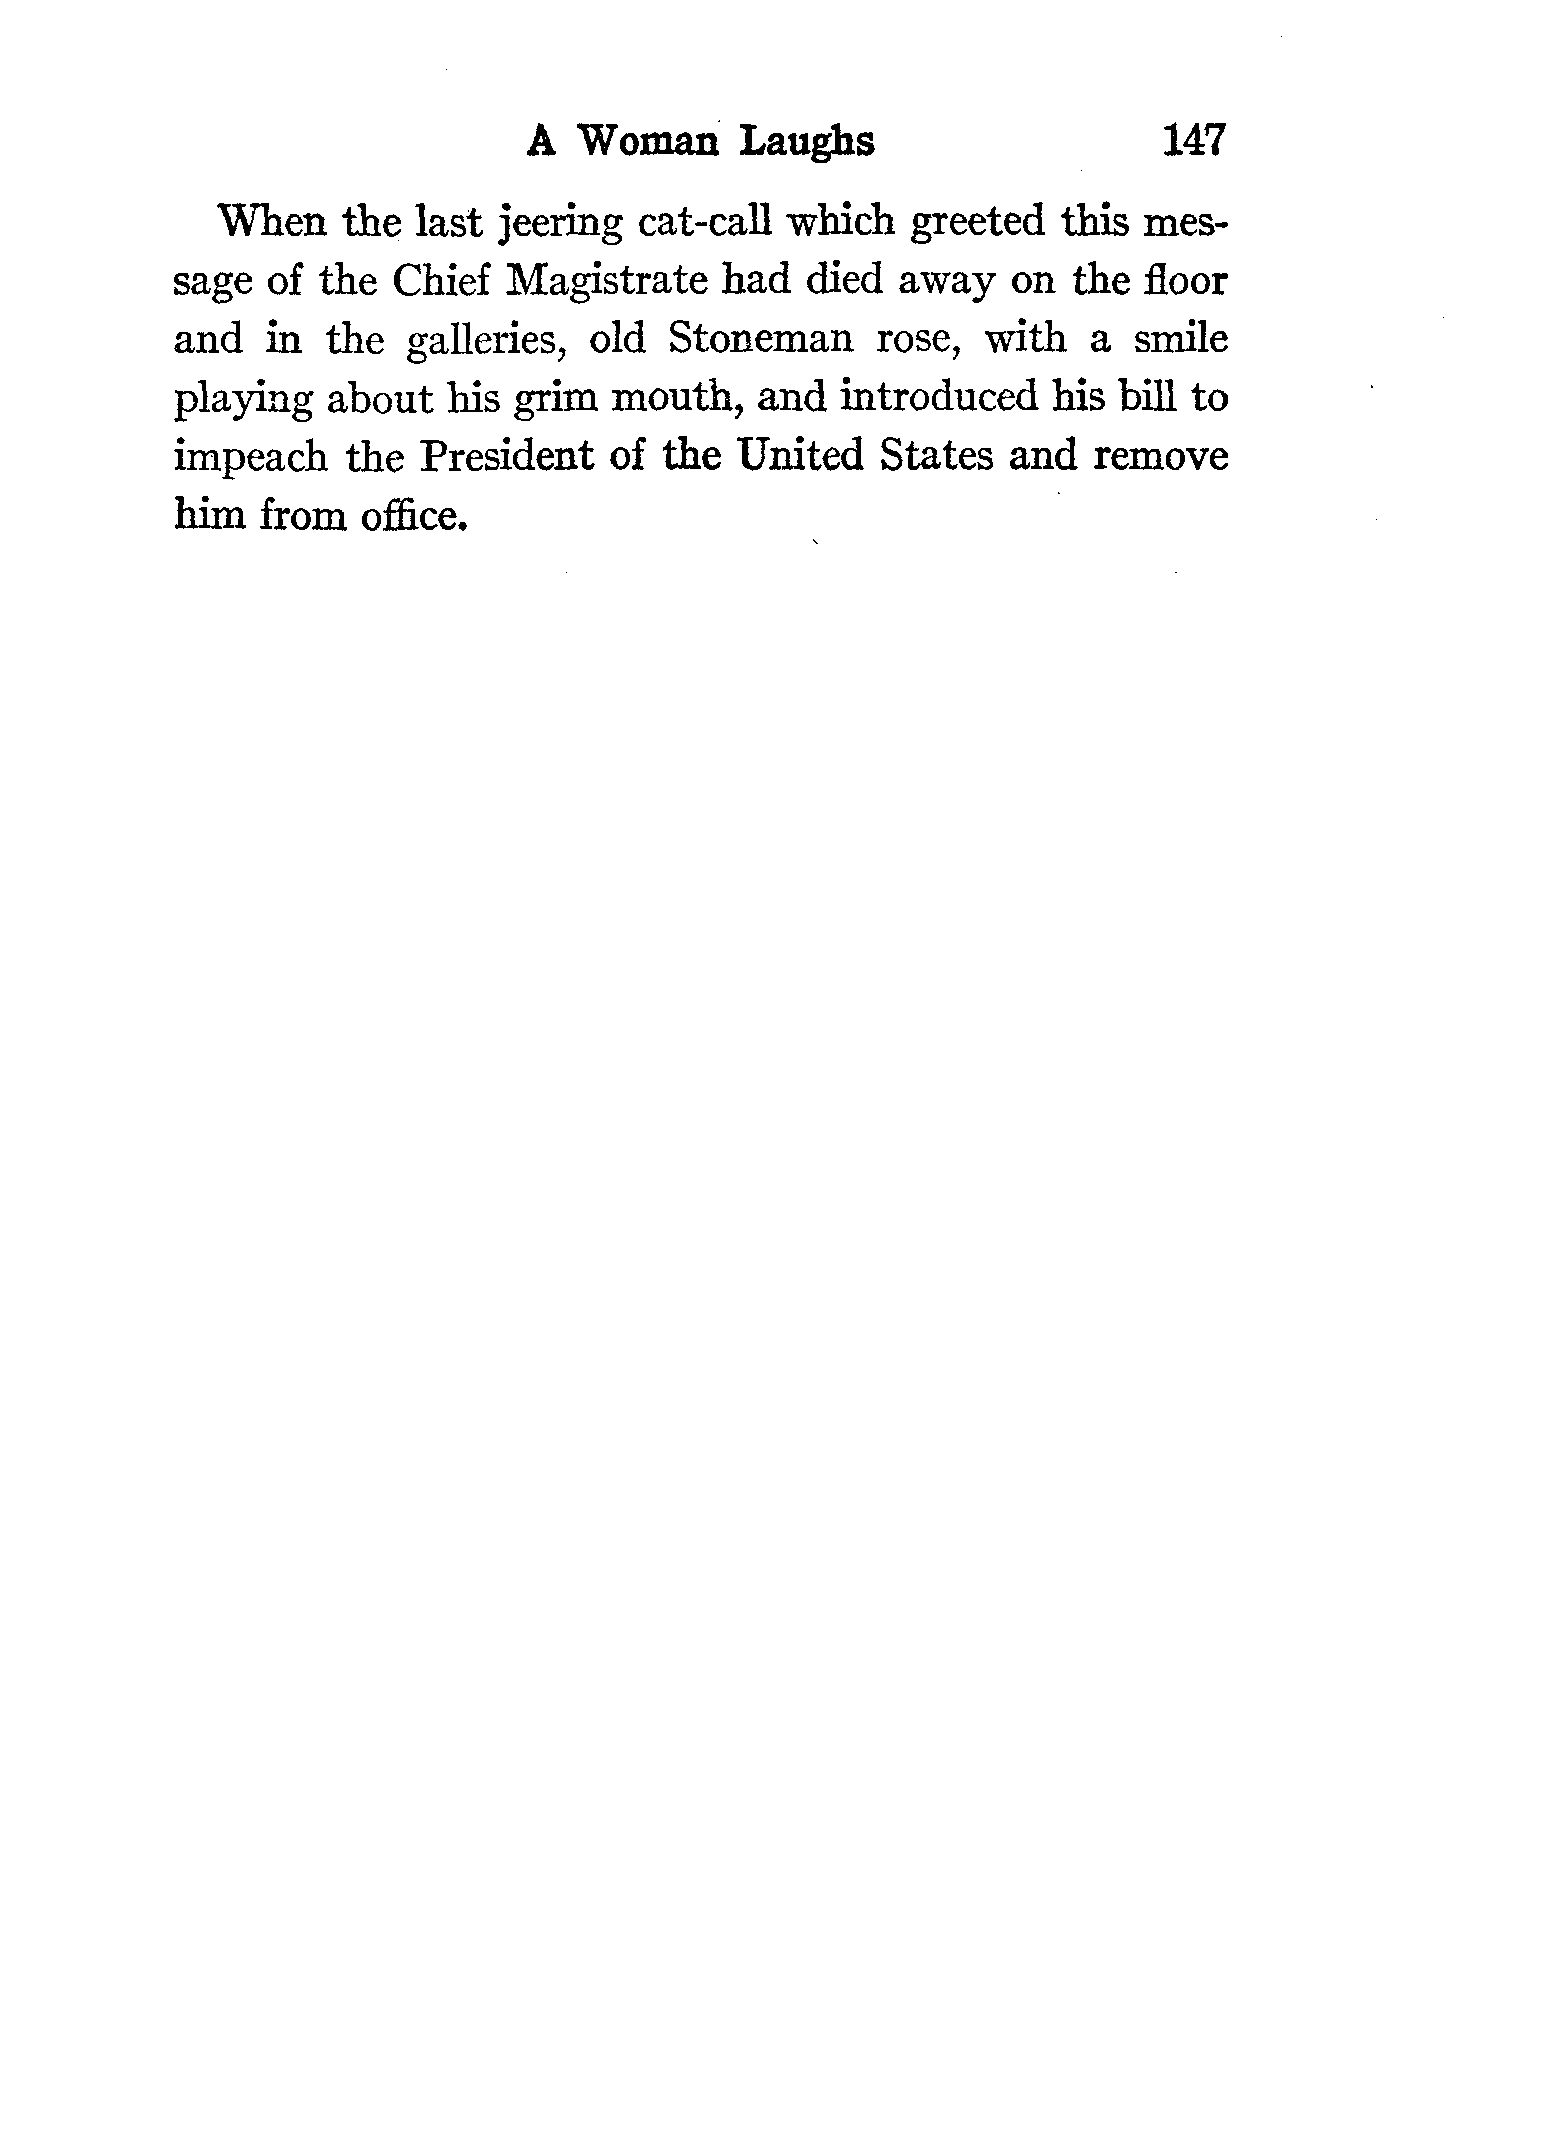 A Woman Laughs 147
When the last jeering cat-call which greeted this mes-
sage of the Chief Magistrate had died away on the floor
and in the galleries, old Stoneman rose, with a smile
playing about his grim mouth, and introduced his bill to
impeach the President of the United States and remove
him from office.